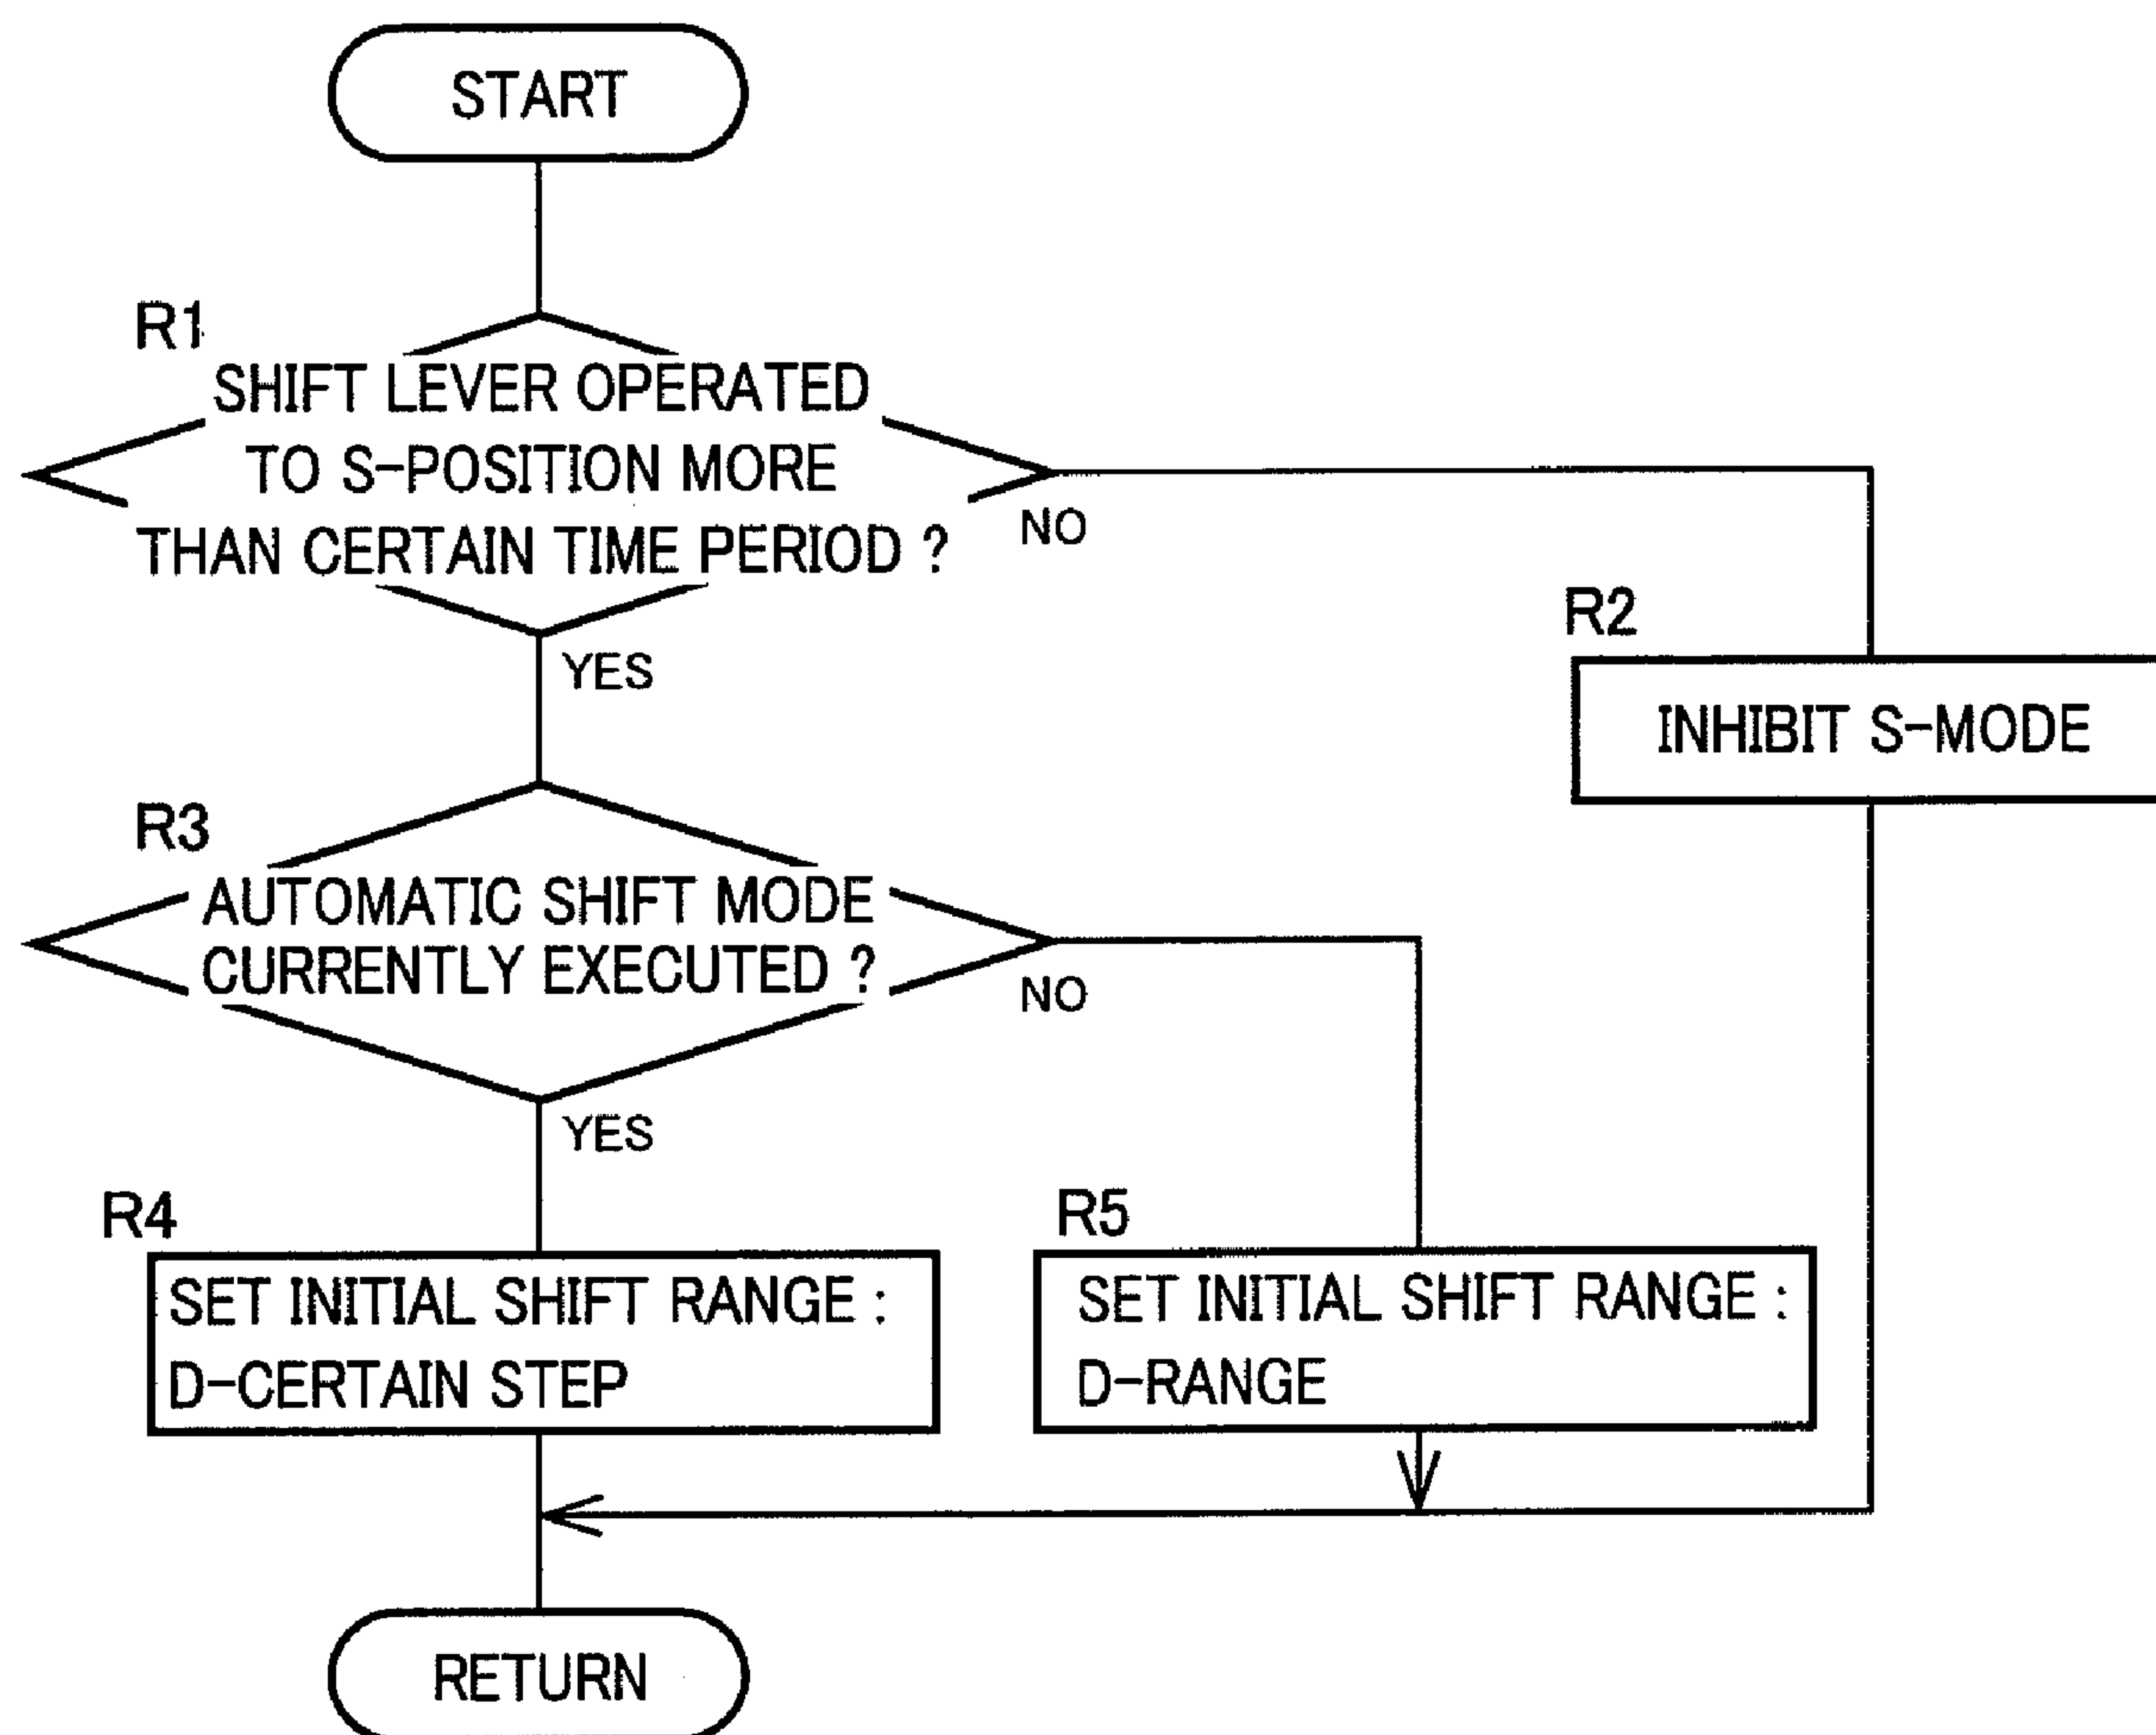 START
R1
SHIFT LEVER OPERATED
TO S-POSITION MORE
THAN CERTAIN TIME PERIOD ?
NO
YES
R2
INHIBIT S-MODE
R3
AUTOMATIC SHIFT MODE
CURRENTLY EXECUTED ?
NO
YES
R4
SET INITIAL SHIFT RANGE :
D-CERTAIN STEP
R5
SET INITIAL SHIFT RANGE :
D-RANGE
RETURN